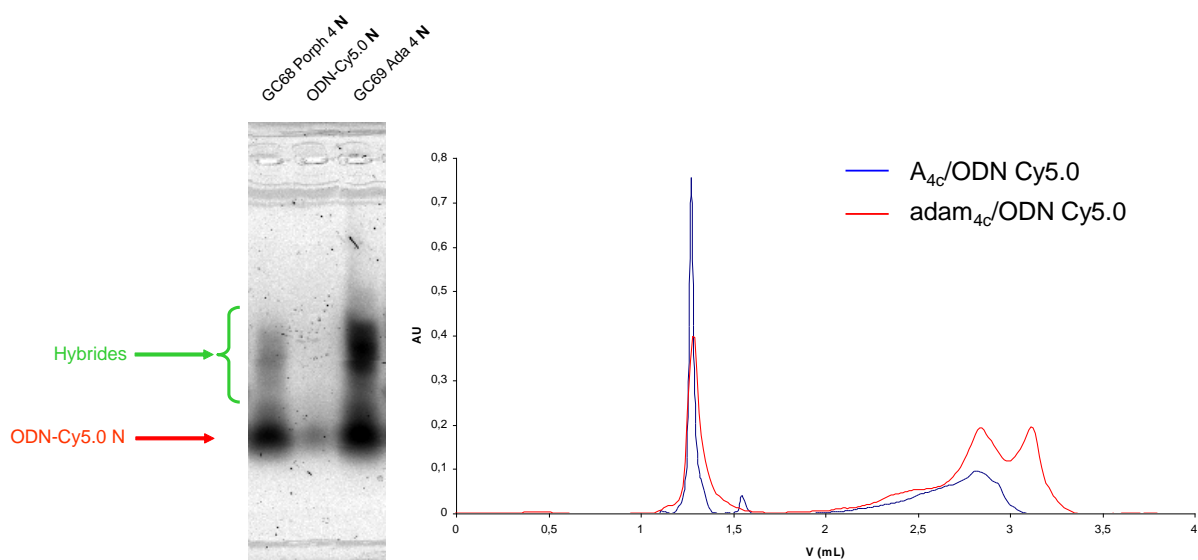 GC68 Porph 4 N
ODN-Cy5.0 N
GC69 Ada 4 N
Hybrides
ODN-Cy5.0 N
A4c/ODN Cy5.0
adam4c/ODN Cy5.0
AU
0,8
0,7
0,6
0,5
0,4
0,3
0,2
0,1
0
0 0,5 1 1,5 2 2,5 3 3,5 4
V (mL)